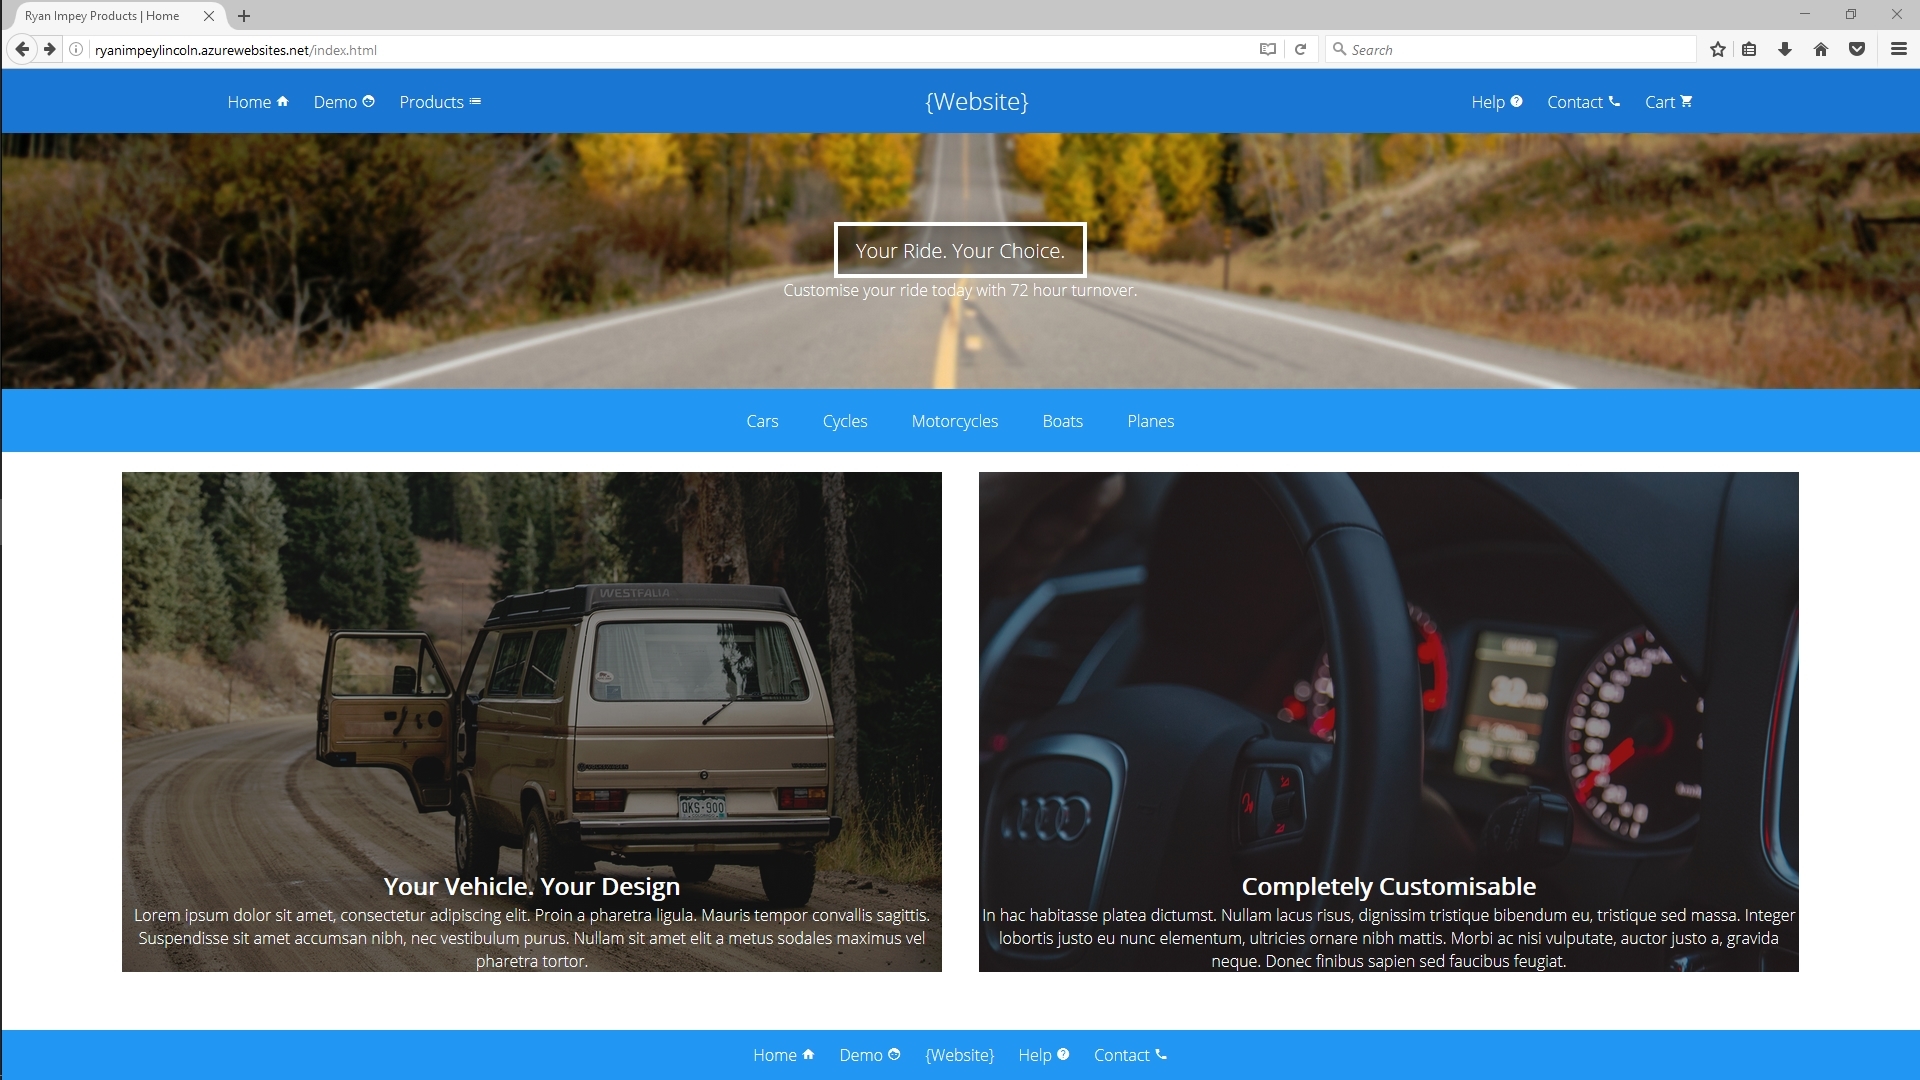 Ryan Impey Products | Home
ryanimpeylincoln.azurewebsites.net/index.html
Search
Home
Demo
Products
{Website}
Help
Contact
Cart
Your Ride. Your Choice.
Customise your ride today with 72 hour turnover.
Cars
Cycles
Motorcycles
Boats
Planes
WESTFALIA
QKS-900
Your Vehicle. Your Design
Lorem ipsum dolor sit amet, consectetur adipiscing elit. Proin a pharetra ligula. Mauris tempor convallis sagittis.
Suspendisse sit amet accumsan nibh, nec vestibulum purus. Nullam sit amet elit a metus sodales maximus vel
pharetra tortor.
Completely Customisable
In hac habitasse platea dictumst. Nullam lacus risus, dignissim tristique bibendum eu, tristique sed massa. Integer
lobortis justo eu nunc elementum, ultricies ornare nibh mattis. Morbi ac nisi vulputate, auctor justo a, gravida
neque. Donec finibus sapien sed faucibus feugiat.
Home
Demo
{Website}
Help
Contact